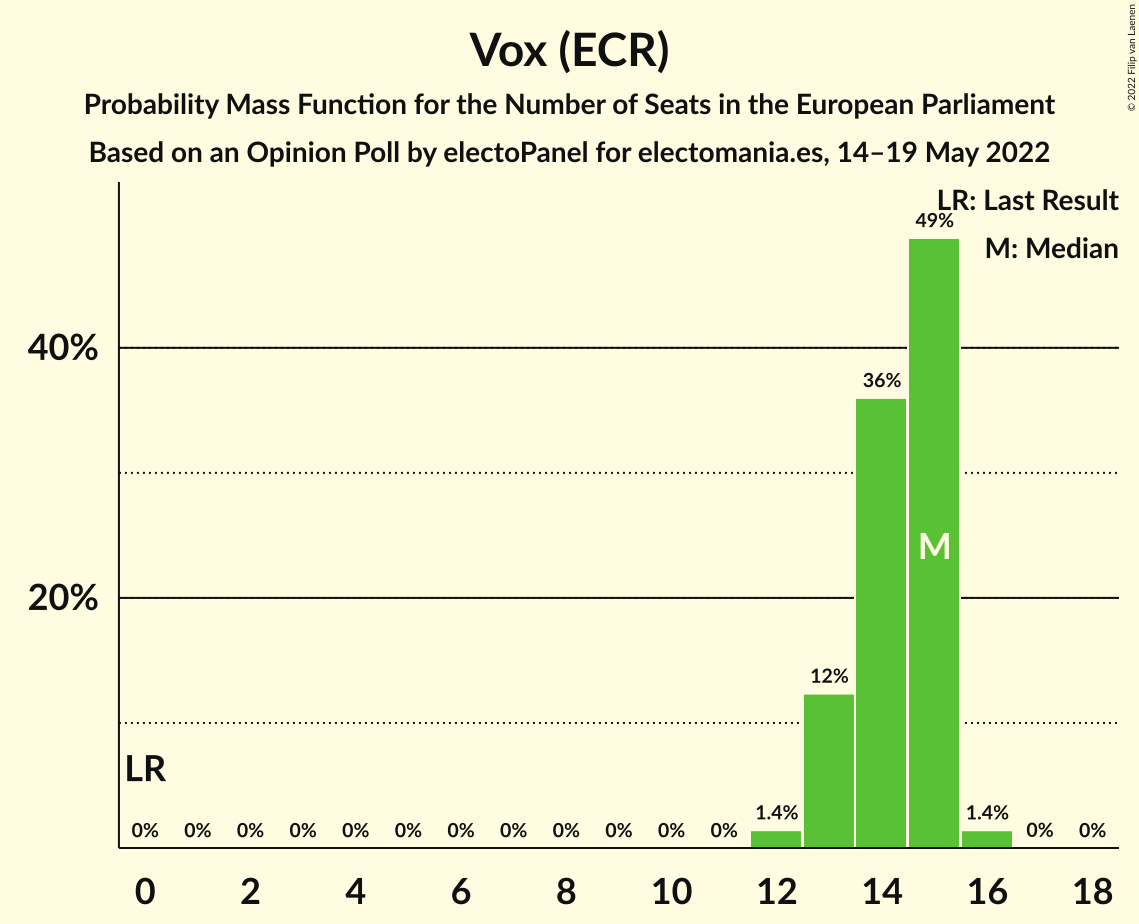 Vox (ECR)
Probability Mass Function for the Number of Seats in the European Parliament
Based on an Opinion Poll by electoPanel for electomania.es, 14–19 May 2022
© 2022 Filip van Laenen
LR: Last Result
M: Median
49%
40%
36%
M
20%
12%
LR
0% 0% 0% 0% 0% 0% 0% 0% 0% 0% 0% 0% 1.4% 1.4% 0% 0%
0 2 4 6 8 10 12 14 16 18